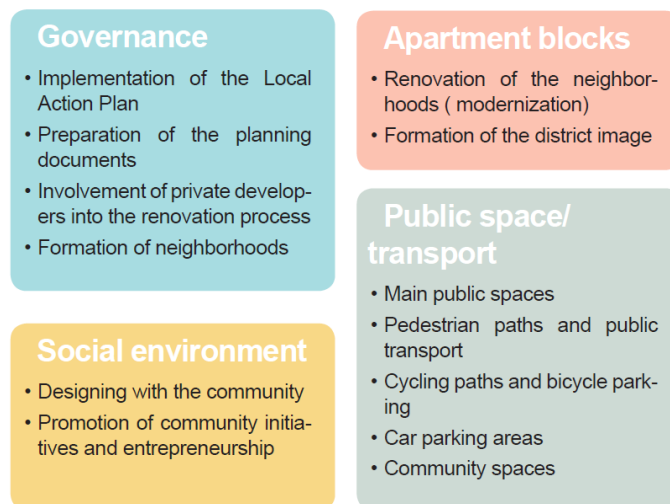 Governance
• Implementation of the Local
Action Plan
• Preparation of the planning
documents
• Involvement of private develop-
ers into the renovation process
• Formation of neighborhoods
Social environment
• Designing with the community
• Promotion of community initia-
tives and entrepreneurship
Apartment blocks
• Renovation of the neighbor-
hoods ( modernization)
• Formation of the district image
Public space/
transport
• Main public spaces
• Pedestrian paths and public
transport
• Cycling paths and bicycle park-
ing
• Car parking areas
• Community spaces